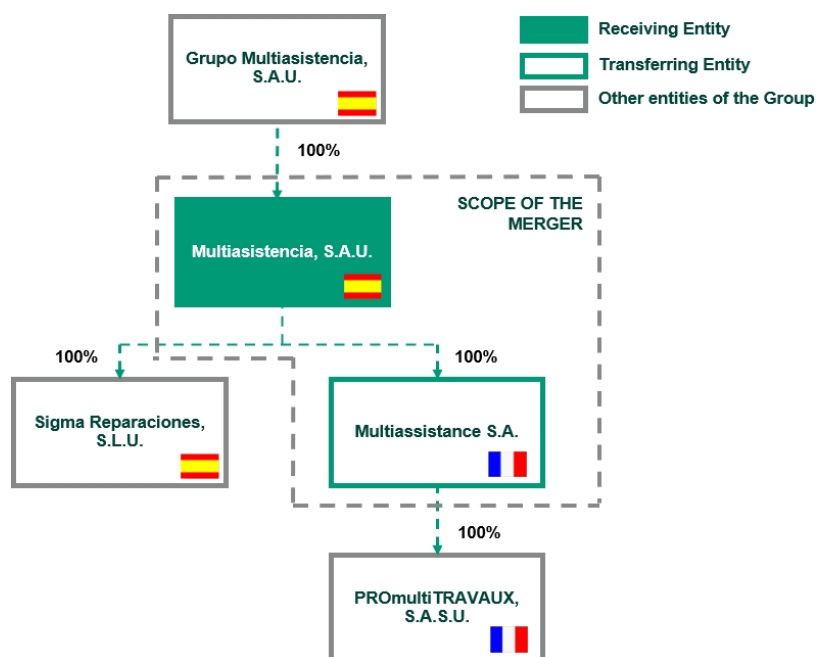 Grupo Multiasistencia,
S.A.U.
Receiving Entity
Transferring Entity
Other entities of the Group
100%
SCOPE OF THE
MERGER
Multiasistencia, S.A.U.
100%
100%
Sigma Reparaciones,
S.L.U.
Multiassistance S.A.
100%
PROmultiTRAVAUX,
S.A.S.U.